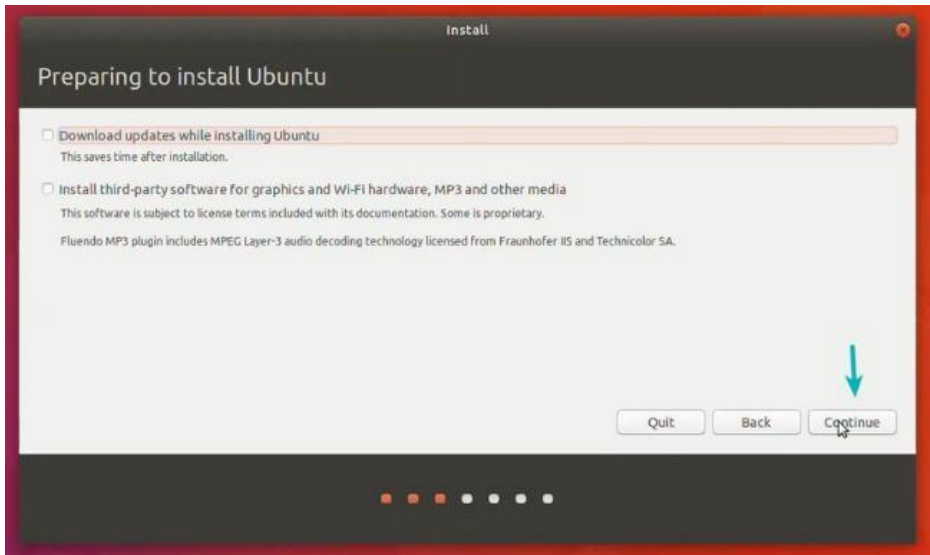 Install
Preparing to install Ubuntu
Download updates while installing Ubuntu
This saves time after installation.
Install third-party software for graphics and Wi-Fi hardware, MP3 and other media
This software is subject to license terms included with its documentation. Some is proprietary.
Fluendo MP3 plugin includes MPEG Layer-3 audio decoding technology licensed from Fraunhofer IIS and Technicolor SA.
Quit Back Continue